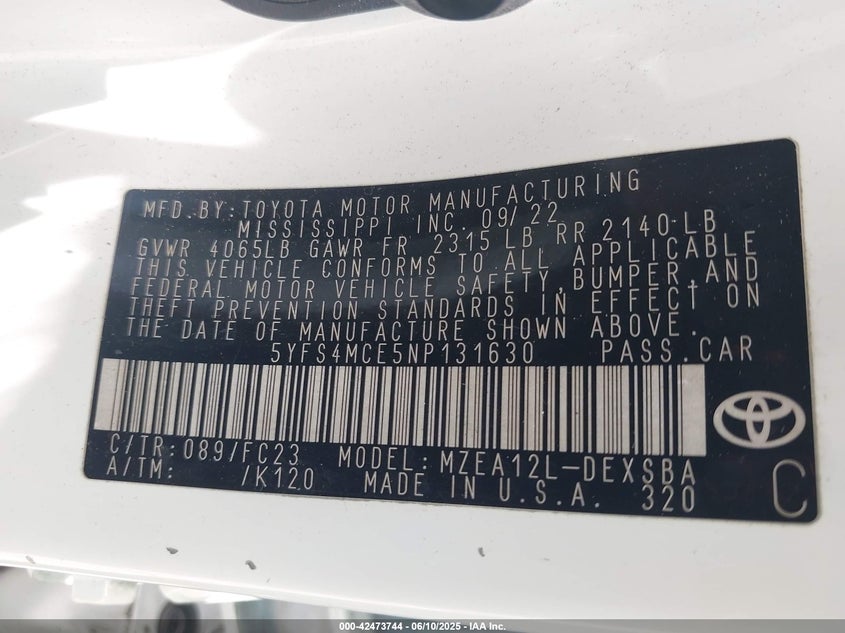 MFD. BY: TOYOTA MOTOR MANUFACTURING
MISSISSIPPI INC. 09/22
GVWR 4065LB GAWR FR 2315 LB RR 2140 LB
THIS VEHICLE CONFORMS TO ALL APPLICABLE
FEDERAL MOTOR VEHICLE SAFETY, BUMPER, AND
THEFT PREVENTION STANDARDS IN EFFECT ON
THE DATE OF MANUFACTURE SHOWN ABOVE.
5YFS4MCE5NP131630 PASS. CAR
C/TR: 089/FC23 MODEL: MZEA12L-DEXSBA
A/TM: /K120 MADE IN U.S.A. 320
C
000-42473744 — 06/10/2025 — IAA Inc.